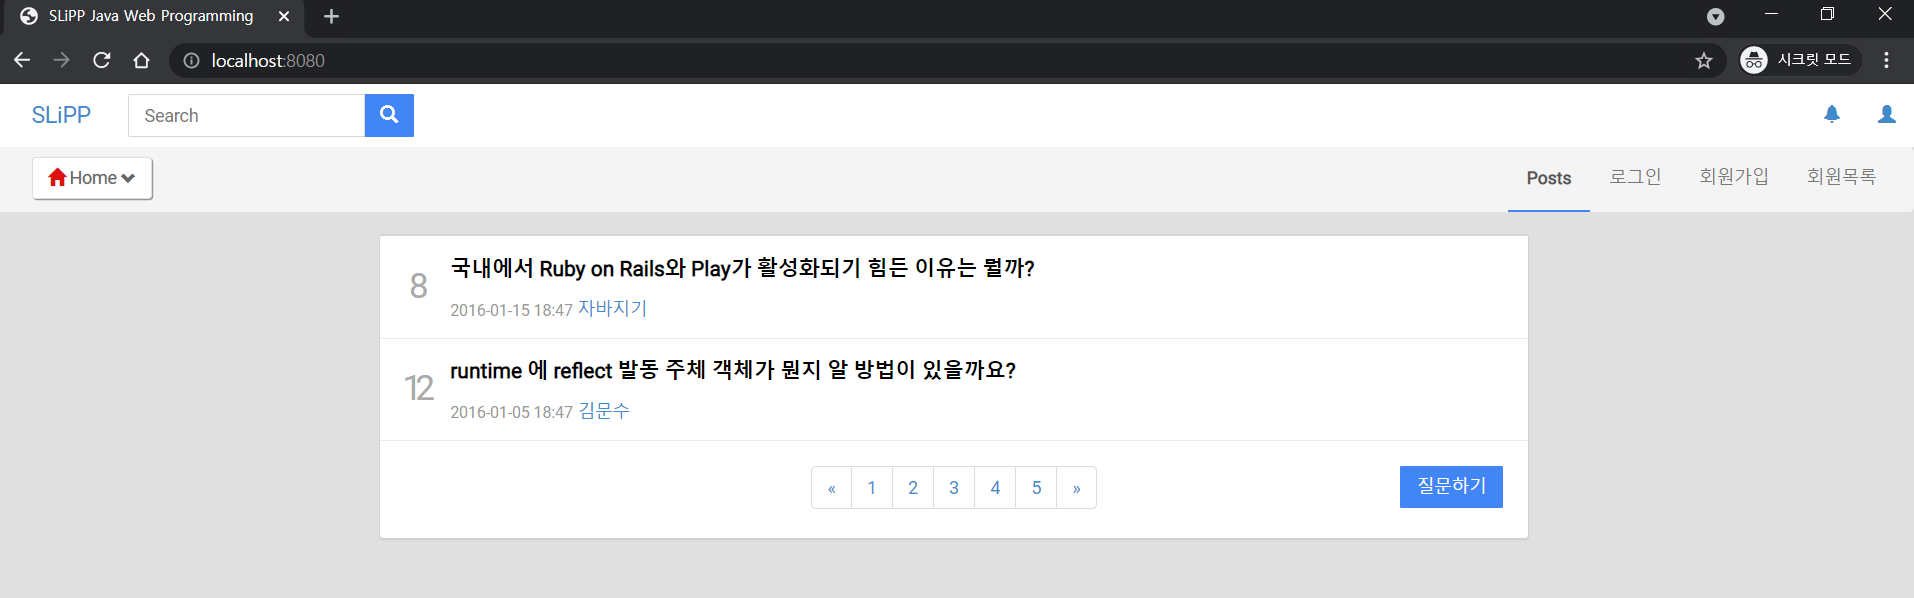 SLiPP Java Web Programming
localhost:8080
시크릿 모드
SLiPP
Search
Home
Posts 로그인 회원가입 회원목록
8
국내에서 Ruby on Rails와 Play가 활성화되기 힘든 이유는 뭘까?
2016-01-15 18:47 자바지기
12
runtime 에 reflect 발동 주체 객체가 뭔지 알 방법이 있을까요?
2016-01-05 18:47 김문수
« 1 2 3 4 5 »
질문하기